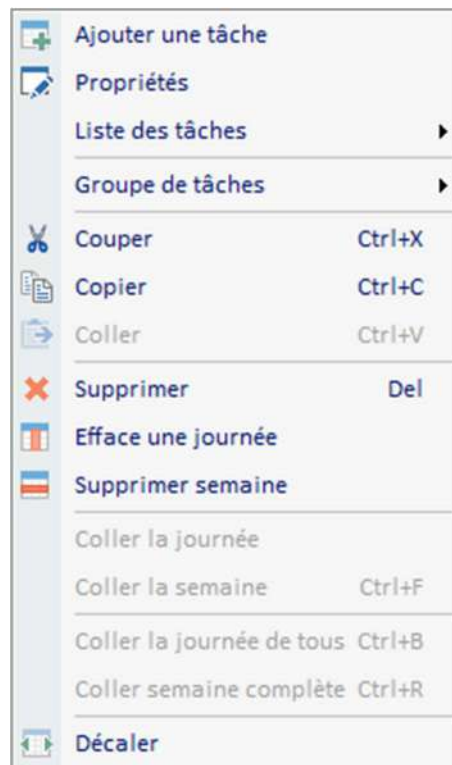 Ajouter une tâche
Propriétés
Liste des tâches
Groupe de tâches
Couper Ctrl+X
Copier Ctrl+C
Coller Ctrl+V
Supprimer Del
Efface une journée
Supprimer semaine
Coller la journée
Coller la semaine Ctrl+F
Coller la journée de tous Ctrl+B
Coller semaine complète Ctrl+R
Décaler